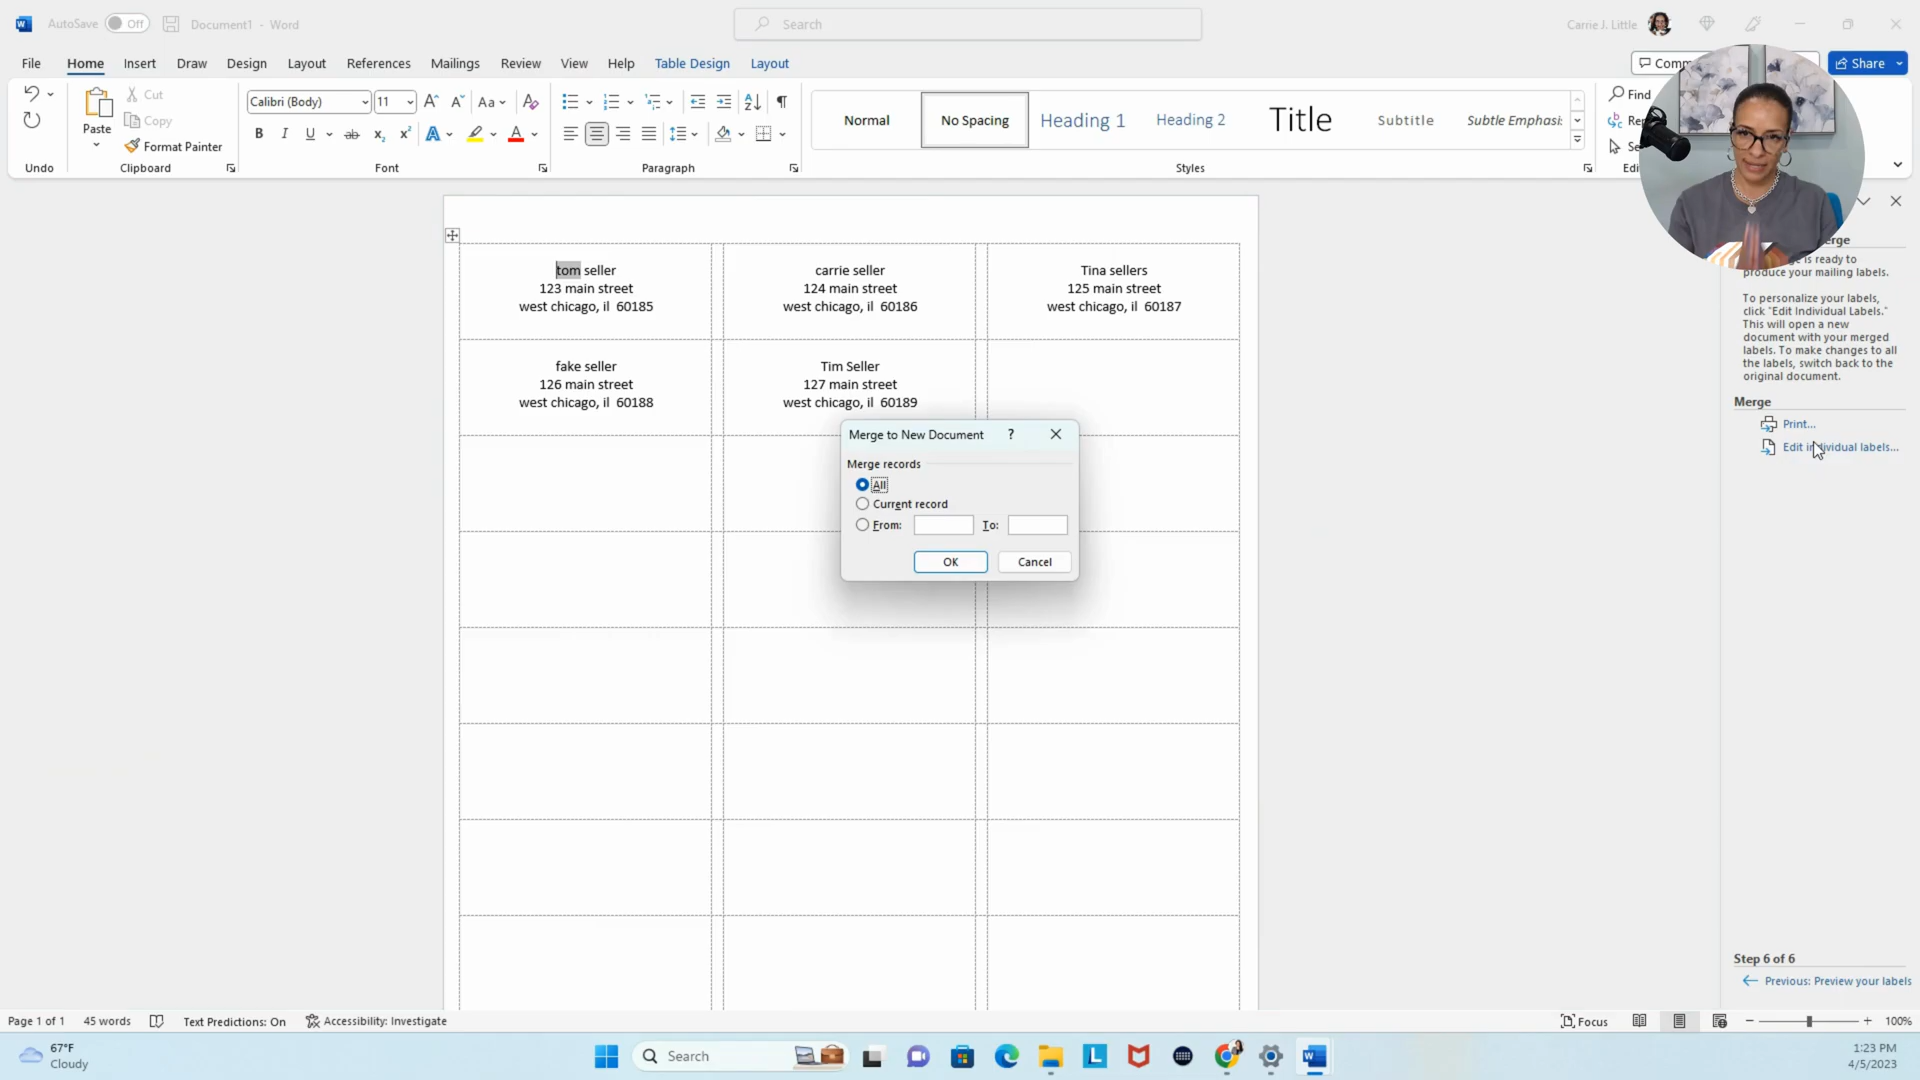 AutoSave Off Document1 - Word
Search
Carrie J. Little
File Home Insert Draw Design Layout References Mailings Review View Help Table Design Layout
Share
Cut
Copy
Format Painter
Paste
Calibri (Body) 11
Normal
No Spacing
Heading 1
Heading 2
Title
Subtitle
Subtle Emphasi:
Find
Undo Clipboard Font Paragraph Styles
tom seller
123 main street
west chicago, il 60185
carrie seller
124 main street
west chicago, il 60186
Tina sellers
125 main street
west chicago, il 60187
fake seller
126 main street
west chicago, il 60188
Tim Seller
127 main street
west chicago, il 60189
Merge to New Document ?
Merge records
All
Current record
From: To:
OK Cancel
is ready to
produce your mailing labels.
To personalize your labels,
click "Edit Individual Labels."
This will open a new
document with your merged
labels. To make changes to all
the labels, switch back to the
original document.
Merge
Print...
Edit individual labels...
Step 6 of 6
Previous: Preview your labels
Page 1 of 1 45 words Text Predictions: On Accessibility: Investigate Focus 100%
67°F
Cloudy
Search
1:23 PM
4/5/2023